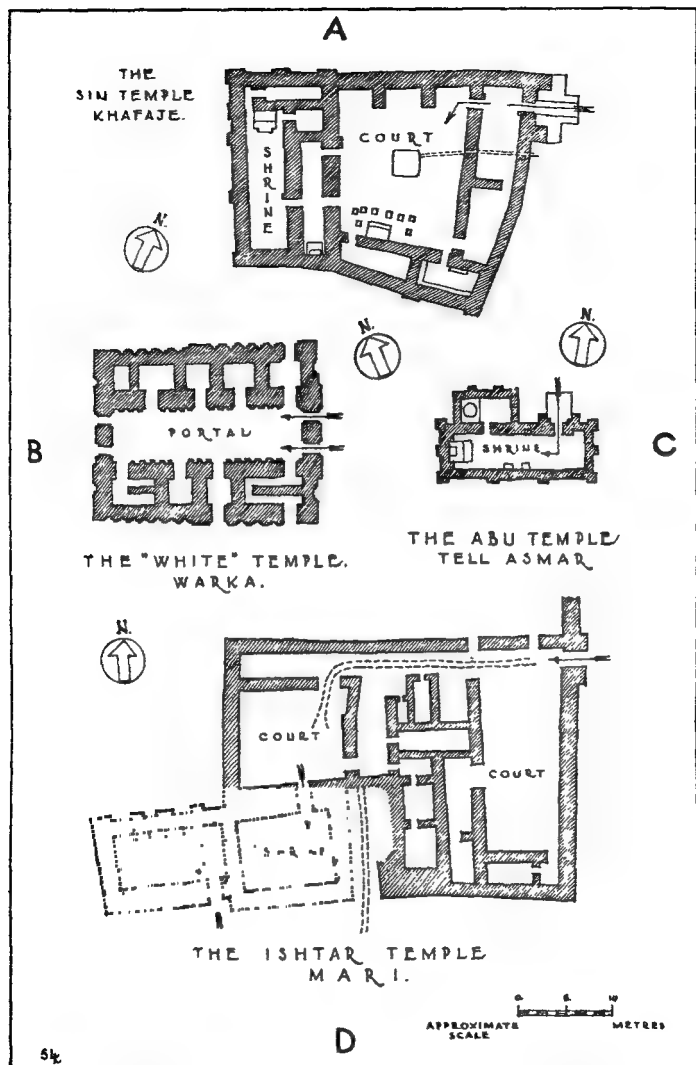 A
THE
SIN TEMPLE
KHAFAJE.
COURT
SHRINE
N.
N.
N.
B
PORTAL
SHRINE
C
THE "WHITE" TEMPLE.
WARKA.
THE ABU TEMPLE
TELL ASMAR
N.
COURT
COURT
THE ISHTAR TEMPLE
MARI.
APPROXIMATE METRES
SCALE
D